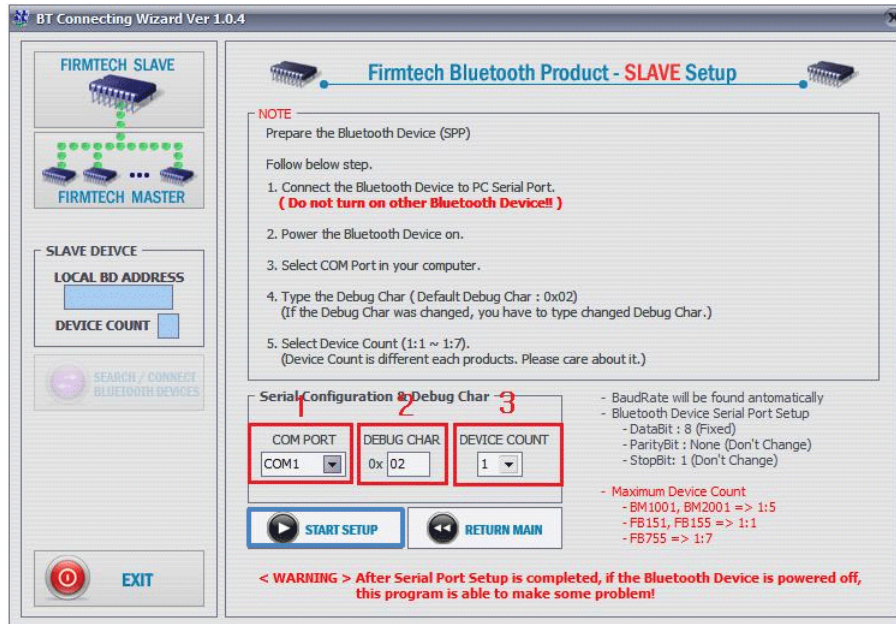 BT Connecting Wizard Ver 1.0.4
FIRMTECH SLAVE
FIRMTECH MASTER
SLAVE DEIVCE
LOCAL BD ADDRESS
DEVICE COUNT
SEARCH / CONNECT
BLUETOOTH DEVICES
EXIT
Firmtech Bluetooth Product - SLAVE Setup
NOTE
Prepare the Bluetooth Device (SPP)
Follow below step.
1. Connect the Bluetooth Device to PC Serial Port.
( Do not turn on other Bluetooth Device!! )
2. Power the Bluetooth Device on.
3. Select COM Port in your computer.
4. Type the Debug Char ( Default Debug Char : 0x02)
(If the Debug Char was changed, you have to type changed Debug Char.)
5. Select Device Count (1:1 ~ 1:7).
(Device Count is different each products. Please care about it.)
Serial Configuration & Debug Char
1 2 3
COM PORT DEBUG CHAR DEVICE COUNT
COM1 0x 02 1
START SETUP RETURN MAIN
- BaudRate will be found antomatically
- Bluetooth Device Serial Port Setup
- DataBit : 8 (Fixed)
- ParityBit : None (Don't Change)
- StopBit: 1 (Don't Change)
- Maximum Device Count
- BM1001, BM2001 => 1:5
- FB151, FB155 => 1:1
- FB755 => 1:7
< WARNING > After Serial Port Setup is completed, if the Bluetooth Device is powered off,
this program is able to make some problem!